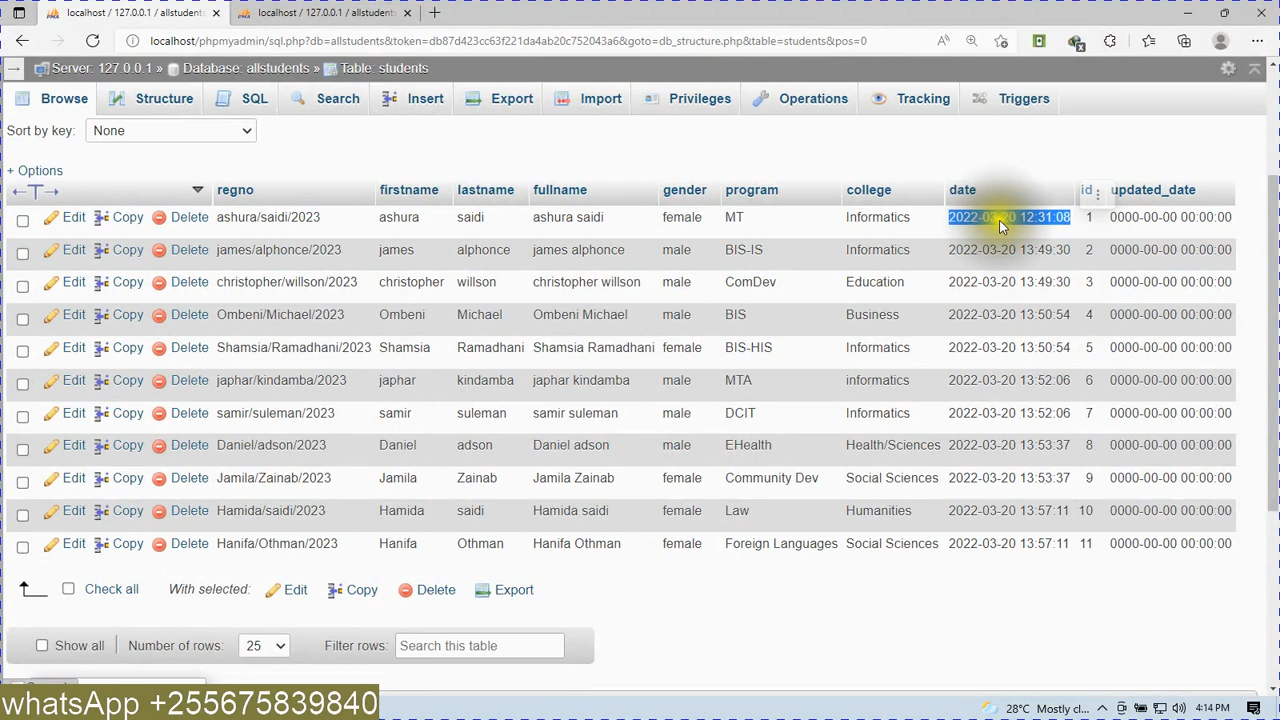 localhost / 127.0.0.1 / allstudents
localhost / 127.0.0.1 / allstudents
localhost/phpmyadmin/sql.php?db=allstudents&token=db87d423cc63f221da4ab20c752043a6&goto=db_structure.php&table=students&pos=0
Server: 127.0.0.1 » Database: allstudents » Table: students
Browse Structure SQL Search Insert Export Import Privileges Operations Tracking Triggers
Sort by key: None
+ Options
regno firstname lastname fullname gender program college date id updated_date
Edit Copy Delete ashura/saidi/2023 ashura saidi ashura saidi female MT Informatics 2022-03-20 12:31:08 1 0000-00-00 00:00:00
Edit Copy Delete james/alphonce/2023 james alphonce james alphonce male BIS-IS Informatics 2022-03-20 13:49:30 2 0000-00-00 00:00:00
Edit Copy Delete christopher/willson/2023 christopher willson christopher willson male ComDev Education 2022-03-20 13:49:30 3 0000-00-00 00:00:00
Edit Copy Delete Ombeni/Michael/2023 Ombeni Michael Ombeni Michael male BIS Business 2022-03-20 13:50:54 4 0000-00-00 00:00:00
Edit Copy Delete Shamsia/Ramadhani/2023 Shamsia Ramadhani Shamsia Ramadhani female BIS-HIS Informatics 2022-03-20 13:50:54 5 0000-00-00 00:00:00
Edit Copy Delete japhar/kindamba/2023 japhar kindamba japhar kindamba male MTA informatics 2022-03-20 13:52:06 6 0000-00-00 00:00:00
Edit Copy Delete samir/suleman/2023 samir suleman samir suleman male DCIT Informatics 2022-03-20 13:52:06 7 0000-00-00 00:00:00
Edit Copy Delete Daniel/adson/2023 Daniel adson Daniel adson male EHealth Health/Sciences 2022-03-20 13:53:37 8 0000-00-00 00:00:00
Edit Copy Delete Jamila/Zainab/2023 Jamila Zainab Jamila Zainab female Community Dev Social Sciences 2022-03-20 13:53:37 9 0000-00-00 00:00:00
Edit Copy Delete Hamida/saidi/2023 Hamida saidi Hamida saidi female Law Humanities 2022-03-20 13:57:11 10 0000-00-00 00:00:00
Edit Copy Delete Hanifa/Othman/2023 Hanifa Othman Hanifa Othman female Foreign Languages Social Sciences 2022-03-20 13:57:11 11 0000-00-00 00:00:00
Check all With selected: Edit Copy Delete Export
Show all Number of rows: 25 Filter rows: Search this table
whatsApp +255675839840
28°C Mostly cl... 4:14 PM